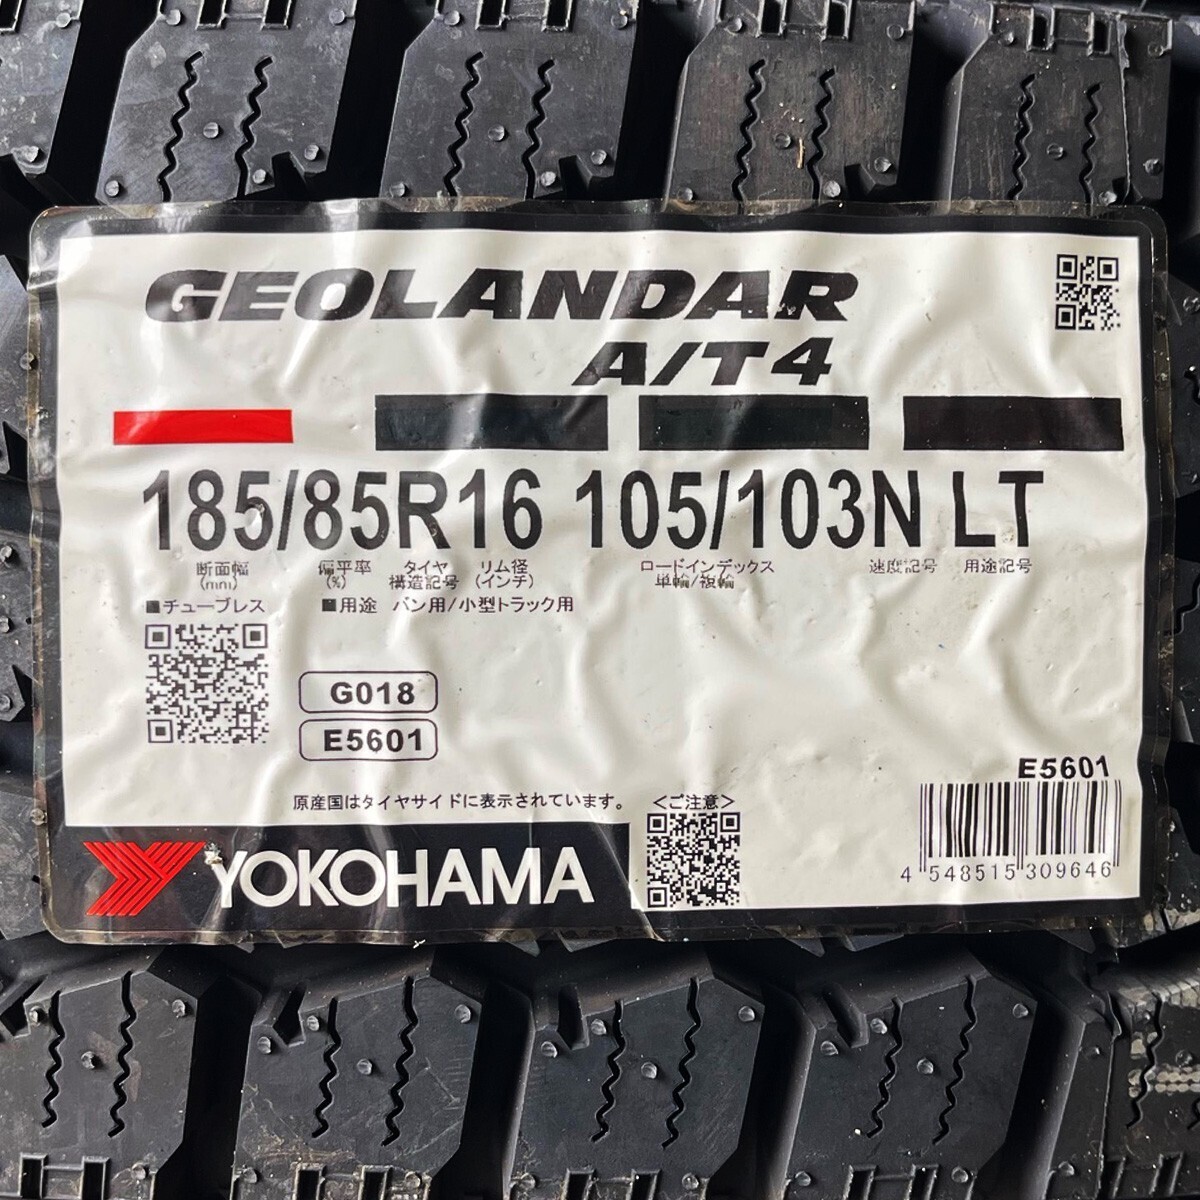 GEOLANDAR
A/T4
185/85R16 105/103N LT
断面幅 偏平率 タイヤ リム径 ロードインデックス 速度記号 用途記号
(mm) (%) 構造記号 (インチ) 単輪/複輪
■チューブレス ■用途 バン用/小型トラック用
G018
E5601
E5601
原産国はタイヤサイドに表示されています。 <ご注意>
4 548515 309646
YOKOHAMA